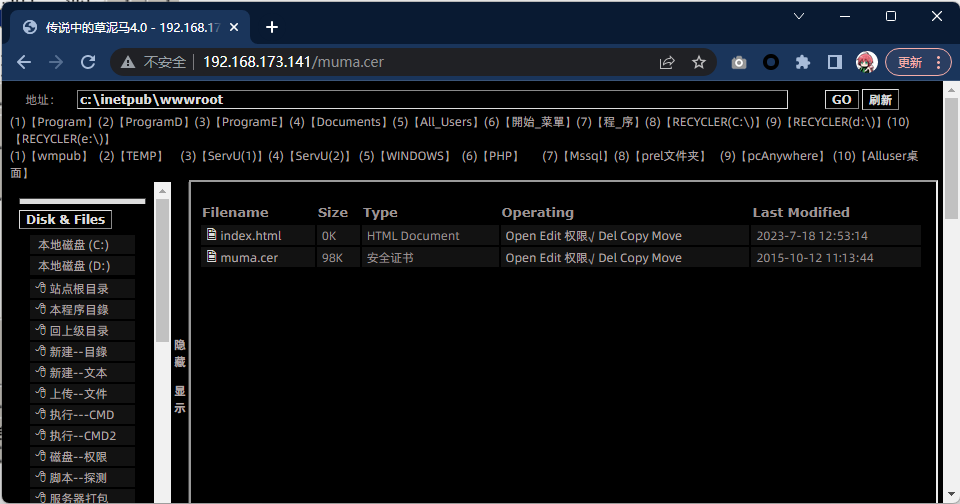 传说中的草泥马4.0 - 192.168.17
不安全 192.168.173.141/muma.cer 更新
地址: c:\inetpub\wwwroot GO 刷新
(1)【Program】(2)【ProgramD】(3)【ProgramE】(4)【Documents】(5)【All_Users】(6)【開始_菜單】(7)【程_序】(8)【RECYCLER(C:\)】(9)【RECYCLER(d:\)】(10)
【RECYCLER(e:\)】
(1)【wmpub】 (2)【TEMP】 (3)【ServU(1)】(4)【ServU(2)】 (5)【WINDOWS】 (6)【PHP】 (7)【Mssql】(8)【prel文件夹】 (9)【pcAnywhere】 (10)【Alluser桌
面】
Disk & Files
本地磁盘 (C:)
本地磁盘 (D:)
站点根目录
本程序目錄
回上级目录
新建--目錄
新建--文本
上传--文件
执行---CMD
执行--CMD2
磁盘--权限
脚本--探测
服务器打包
隐
藏
显
示
Filename Size Type Operating Last Modified
index.html 0K HTML Document Open Edit 权限√ Del Copy Move 2023-7-18 12:53:14
muma.cer 98K 安全证书 Open Edit 权限√ Del Copy Move 2015-10-12 11:13:44